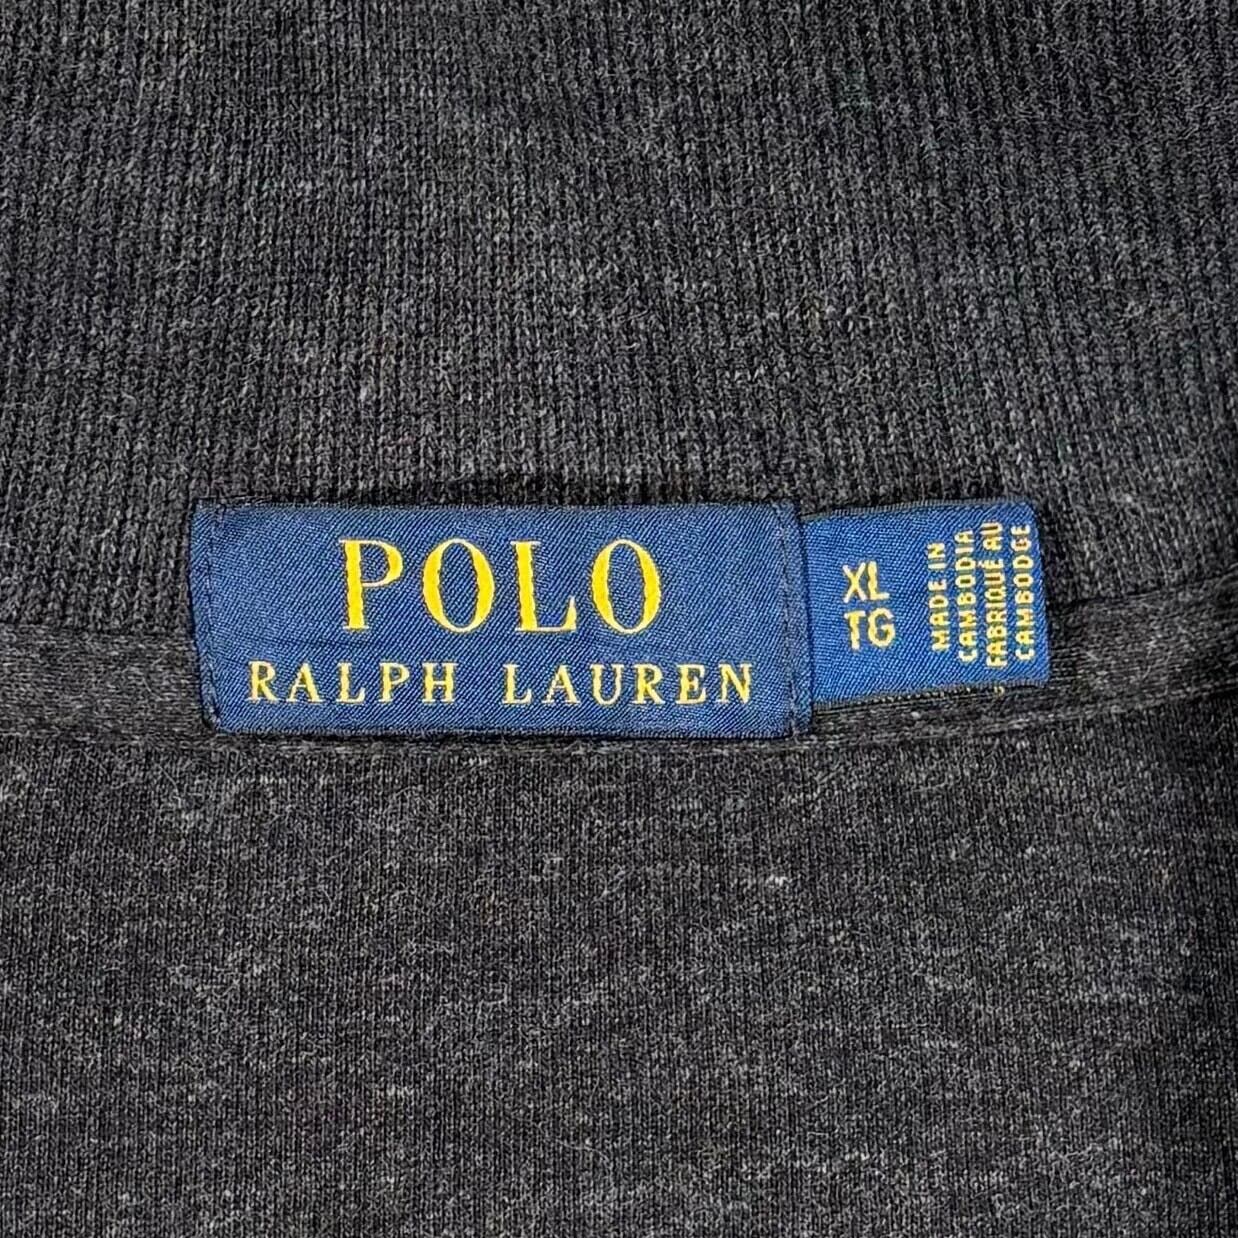 POLO
RALPH LAUREN
XL
TG
MADE IN
CAMBODIA
FABRIQUÉ AU
CAMBODGE